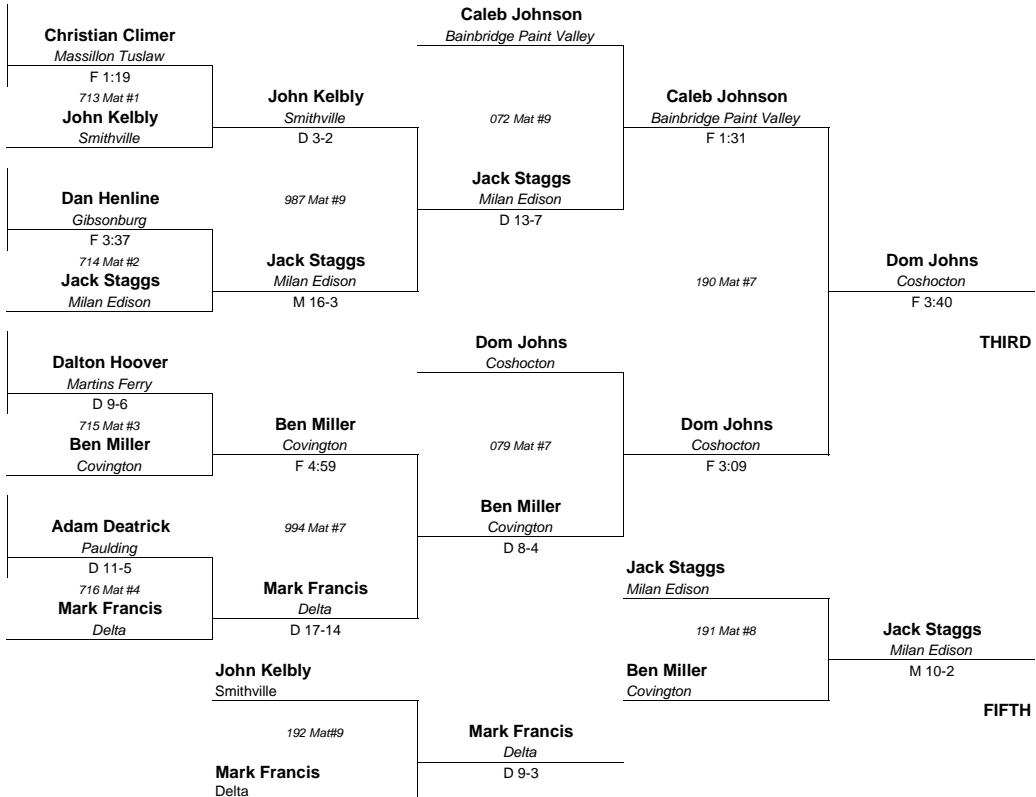 Caleb Johnson
Bainbridge Paint Valley
Christian Climer
Massillon Tuslaw
F 1:19
713 Mat #1
John Kelbly
Smithville
John Kelbly
Smithville
D 3-2
072 Mat #9
Caleb Johnson
Bainbridge Paint Valley
F 1:31
Dan Henline
Gibsonburg
F 3:37
714 Mat #2
Jack Staggs
Milan Edison
987 Mat #9
Jack Staggs
Milan Edison
M 16-3
Jack Staggs
Milan Edison
D 13-7
190 Mat #7
Dom Johns
Coshocton
F 3:40
THIRD
Dalton Hoover
Martins Ferry
D 9-6
715 Mat #3
Ben Miller
Covington
Ben Miller
Covington
F 4:59
Dom Johns
Coshocton
079 Mat #7
Dom Johns
Coshocton
F 3:09
Adam Deatrick
Paulding
D 11-5
716 Mat #4
Mark Francis
Delta
994 Mat #7
Mark Francis
Delta
D 17-14
Ben Miller
Covington
D 8-4
Jack Staggs
Milan Edison
191 Mat #8
Ben Miller
Covington
Jack Staggs
Milan Edison
M 10-2
FIFTH
John Kelbly
Smithville
192 Mat#9
Mark Francis
Delta
Mark Francis
Delta
D 9-3